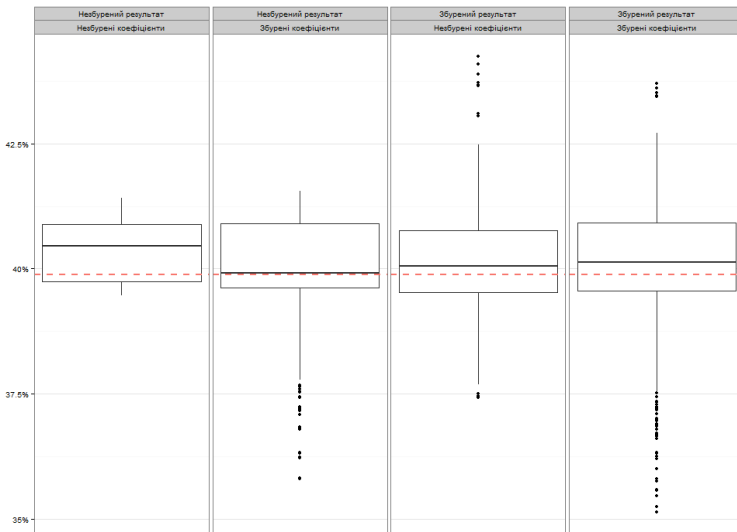 Незбурений результат
Незбурені коефіцієнти
Незбурений результат
Збурені коефіцієнти
Збурений результат
Незбурені коефіцієнти
Збурений результат
Збурені коефіцієнти
42.5%
40%
37.5%
35%